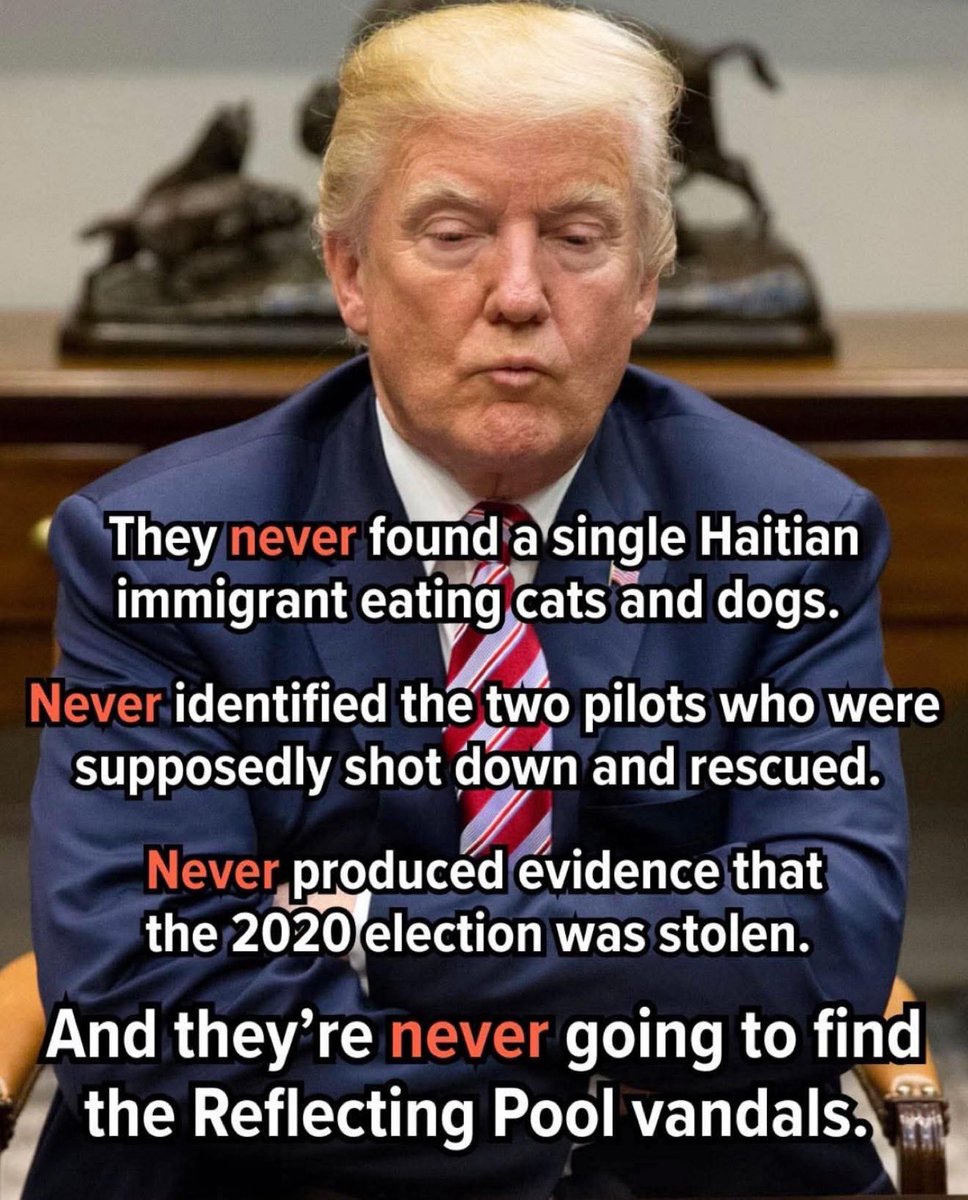 They never found a single Haitian
immigrant eating cats and dogs.
Never identified the two pilots who were
supposedly shot down and rescued.
Never produced evidence that
the 2020 election was stolen.
And they’re never going to find
the Reflecting Pool vandals.